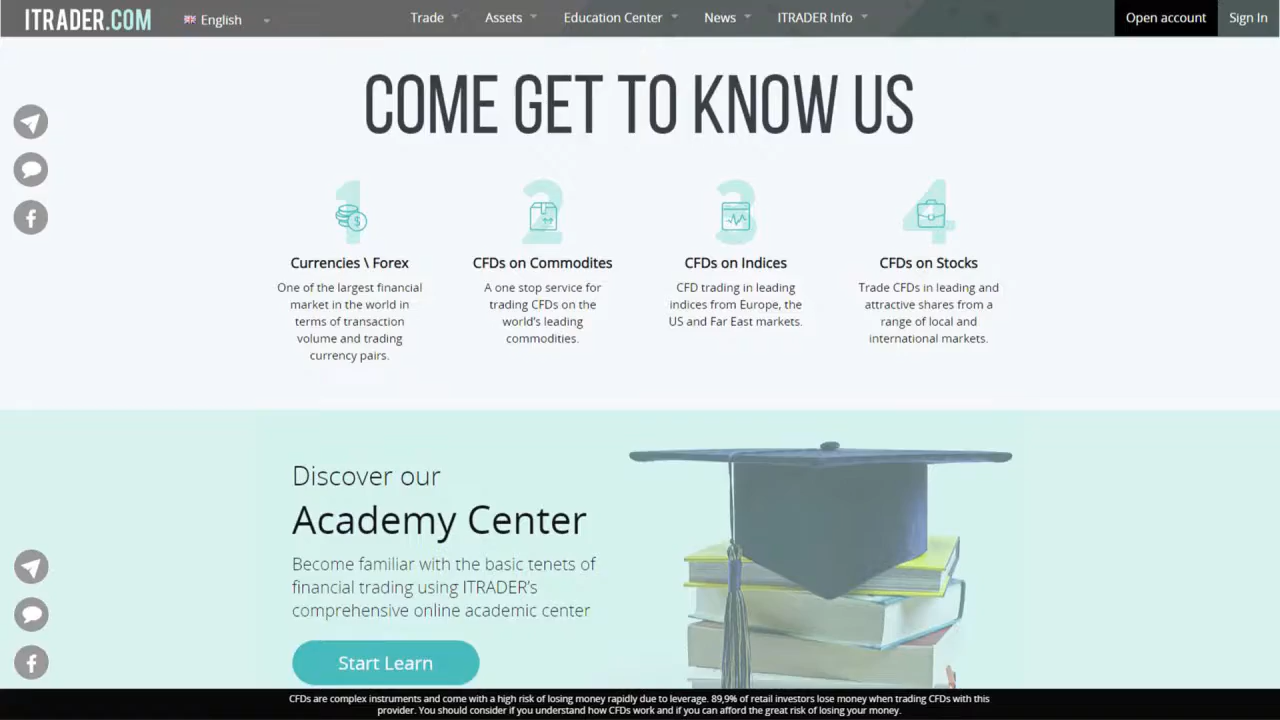 ITRADER.COM
English
Trade
Assets
Education Center
News
ITRADER Info
Open account
Sign In
COME GET TO KNOW US
1
Currencies \ Forex
One of the largest financial
market in the world in
terms of transaction
volume and trading
currency pairs.
2
CFDs on Commodites
A one stop service for
trading CFDs on the
world's leading
commodities.
3
CFDs on Indices
CFD trading in leading
indices from Europe, the
US and Far East markets.
4
CFDs on Stocks
Trade CFDs in leading and
attractive shares from a
range of local and
international markets.
Discover our
Academy Center
Become familiar with the basic tenets of
financial trading using ITRADER's
comprehensive online academic center
Start Learn
CFDs are complex instruments and come with a high risk of losing money rapidly due to leverage. 89,9% of retail investors lose money when trading CFDs with this
provider. You should consider if you understand how CFDs work and if you can afford the great risk of losing your money.